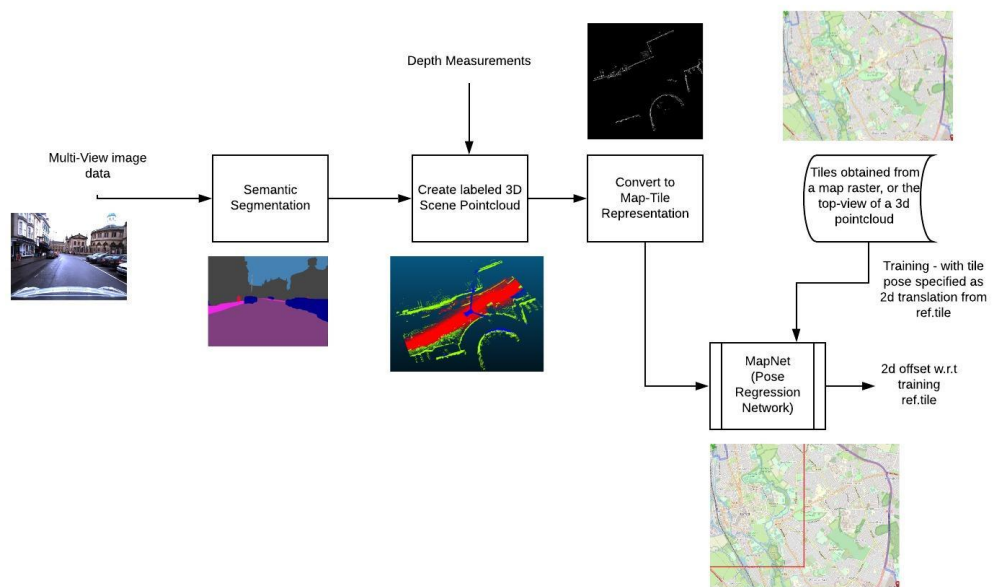 Depth Measurements
Multi-View image
data
Semantic
Segmentation
Create labeled 3D
Scene Pointcloud
Convert to
Map-Tile
Representation
Tiles obtained from
a map raster, or the
top-view of a 3d
pointcloud
Training - with tile
pose specified as
2d translation from
ref.tile
MapNet
(Pose
Regression
Network)
2d offset w.r.t
training
ref.tile